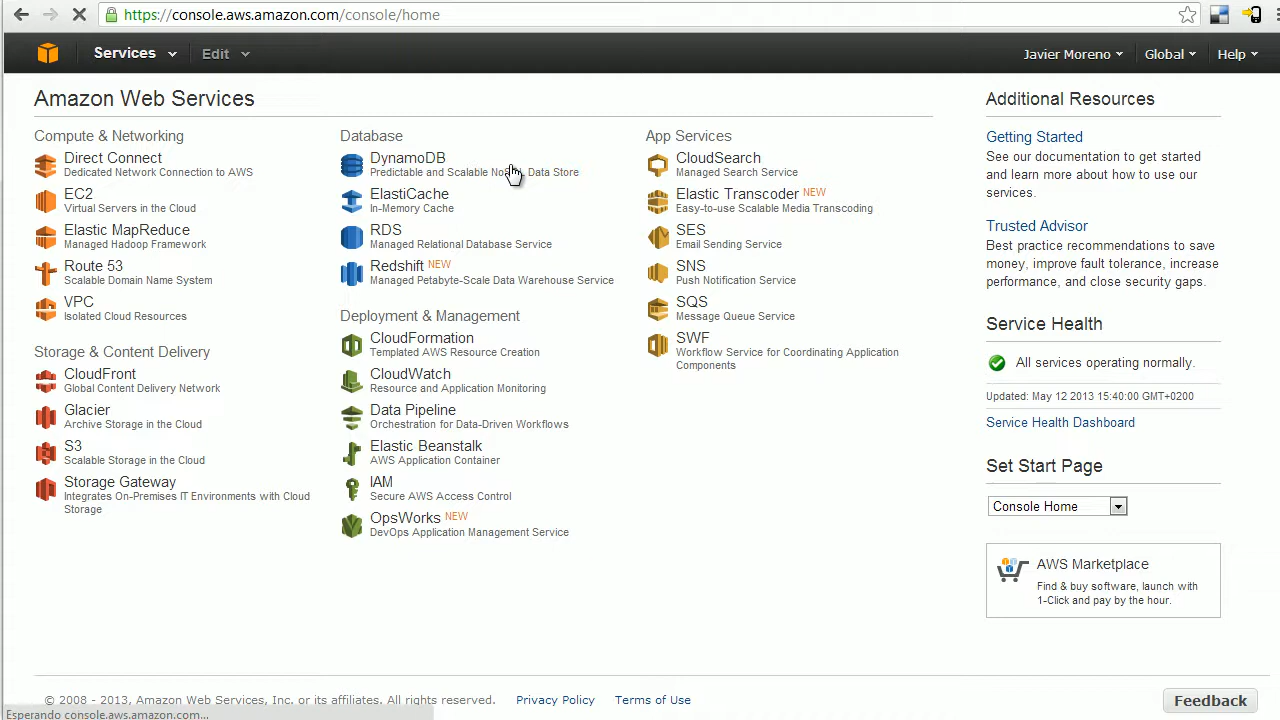 https://console.aws.amazon.com/console/home
Services Edit Javier Moreno Global Help
Amazon Web Services
Compute & Networking
Direct Connect
Dedicated Network Connection to AWS
EC2
Virtual Servers in the Cloud
Elastic MapReduce
Managed Hadoop Framework
Route 53
Scalable Domain Name System
VPC
Isolated Cloud Resources
Storage & Content Delivery
CloudFront
Global Content Delivery Network
Glacier
Archive Storage in the Cloud
S3
Scalable Storage in the Cloud
Storage Gateway
Integrates On-Premises IT Environments with Cloud
Storage
Database
DynamoDB
Predictable and Scalable Data Store
ElastiCache
In-Memory Cache
RDS
Managed Relational Database Service
Redshift NEW
Managed Petabyte-Scale Data Warehouse Service
Deployment & Management
CloudFormation
Templated AWS Resource Creation
CloudWatch
Resource and Application Monitoring
Data Pipeline
Orchestration for Data-Driven Workflows
Elastic Beanstalk
AWS Application Container
IAM
Secure AWS Access Control
OpsWorks NEW
DevOps Application Management Service
App Services
CloudSearch
Managed Search Service
Elastic Transcoder NEW
Easy-to-use Scalable Media Transcoding
SES
Email Sending Service
SNS
Push Notification Service
SQS
Message Queue Service
SWF
Workflow Service for Coordinating Application
Components
Additional Resources
Getting Started
See our documentation to get started
and learn more about how to use our
services.
Trusted Advisor
Best practice recommendations to save
money, improve fault tolerance, increase
performance, and close security gaps.
Service Health
All services operating normally.
Updated: May 12 2013 15:40:00 GMT+0200
Service Health Dashboard
Set Start Page
Console Home
AWS Marketplace
Find & buy software, launch with
1-Click and pay by the hour.
© 2008 - 2013, Amazon Web Services, Inc. or its affiliates. All rights reserved. Privacy Policy Terms of Use
Feedback
Esperando console.aws.amazon.com...